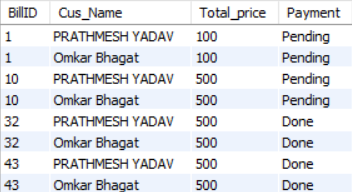 BillID Cus_Name Total_price Payment
1 PRATHMESH YADAV 100 Pending
1 Omkar Bhagat 100 Pending
10 PRATHMESH YADAV 500 Pending
10 Omkar Bhagat 500 Pending
32 PRATHMESH YADAV 500 Done
32 Omkar Bhagat 500 Done
43 PRATHMESH YADAV 500 Done
43 Omkar Bhagat 500 Done